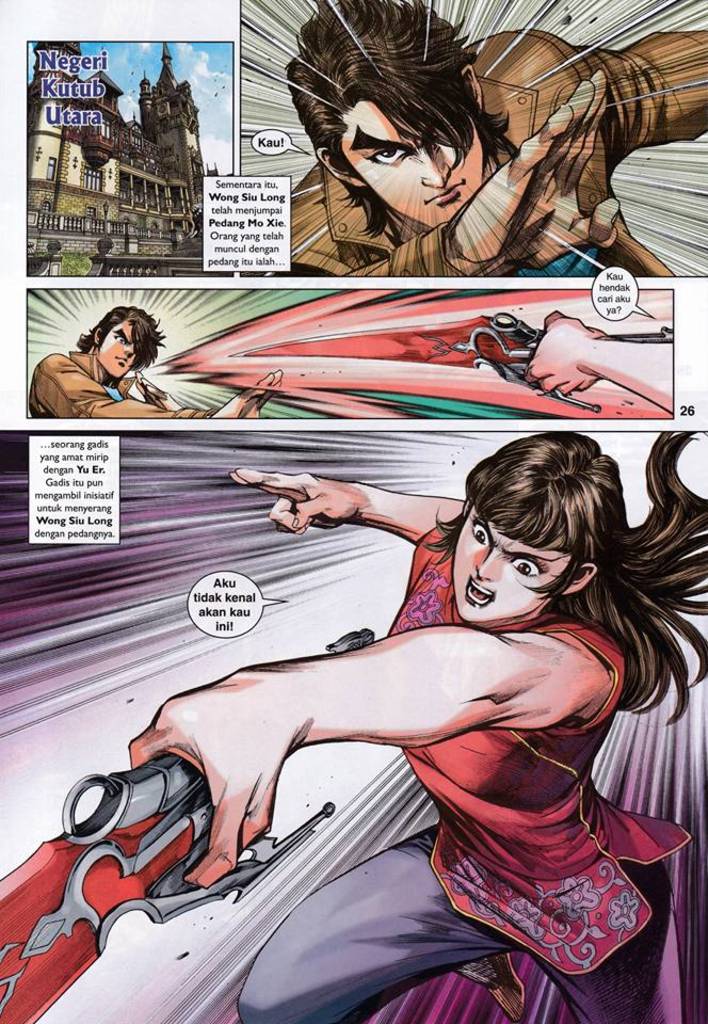 Negeri
Kutub
Utara
Kau!
Sementara itu,
Wong Siu Long
telah menjumpai
Pedang Mo Xie.
Orang yang telah
muncul dengan
pedang itu ialah...
Kau
hendak
cari aku
ya?
26
...seorang gadis
yang amat mirip
dengan Yu Er.
Gadis itu pun
mengambil inisiatif
untuk menyerang
Wong Siu Long
dengan pedangnya.
Aku
tidak kenal
akan kau
ini!